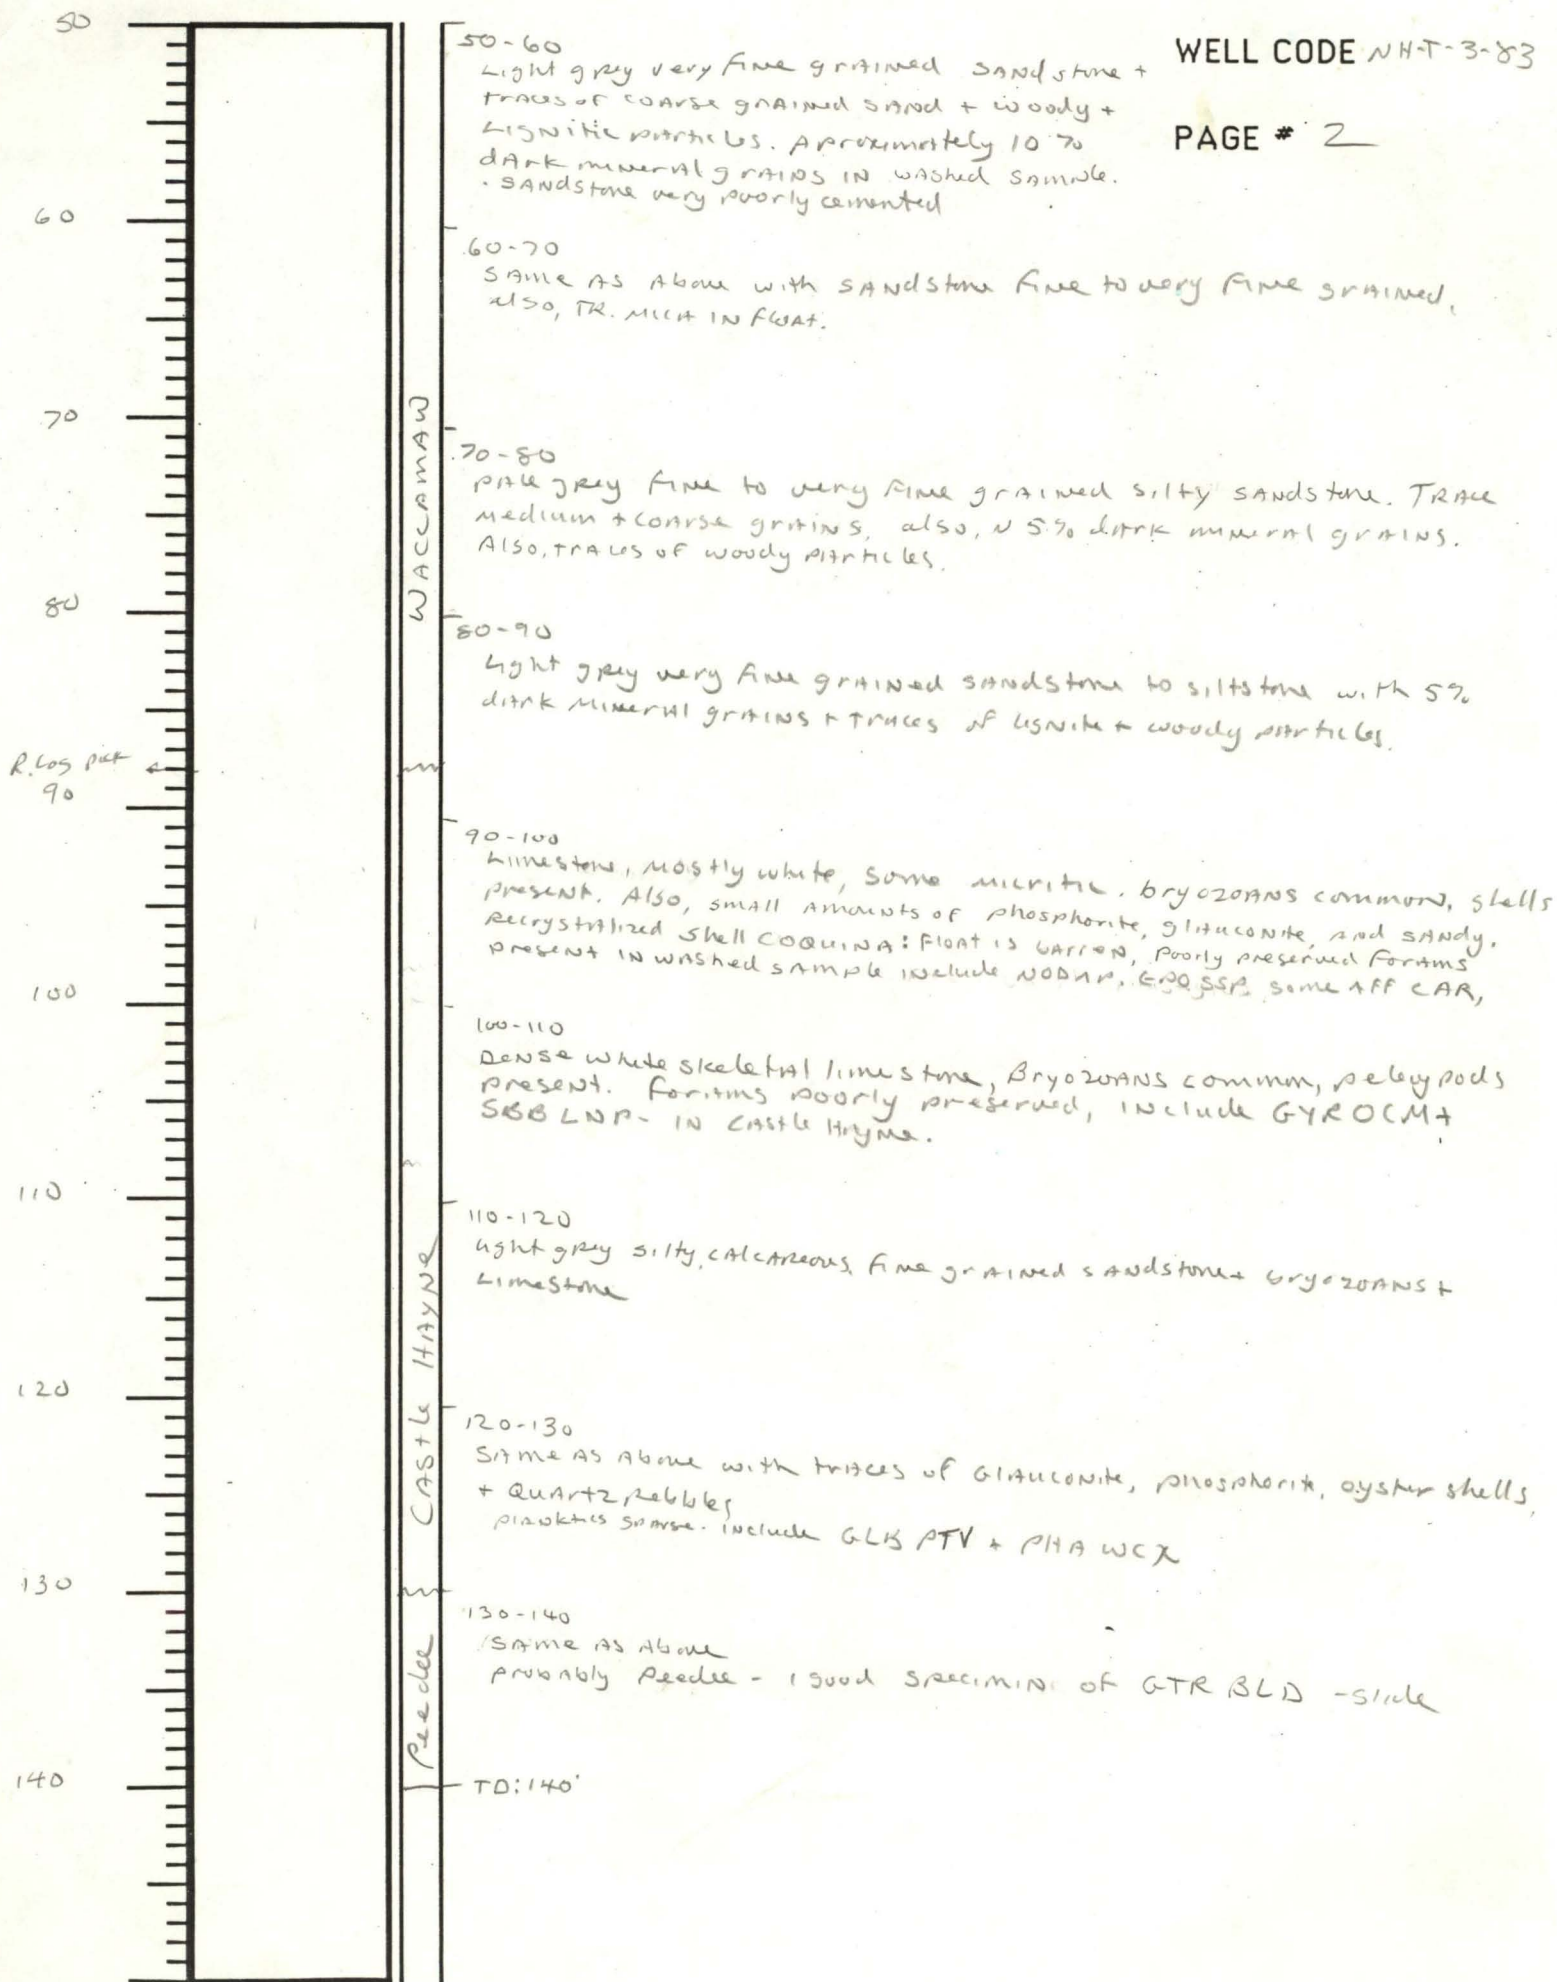 WELL CODE NH-T-3-83
PAGE # 2
50
50-60
Light grey very fine grained sandstone +
traces of coarse grained sand + woody +
Lignitic particles. Aproximately 10%
dark mineral grains in washed sample.
. Sandstone very poorly cemented
60
60-70
Same as Above with sandstone fine to very fine grained,
also, TR. mica in float.
70
WACCAMAW
70-80
pale grey fine to very fine grained silty sandstone. Trace
medium + coarse grains, also, ~ 5% dark mineral grains.
Also, traces of woody particles.
80
80-90
Light grey very fine grained sandstone to siltstone with 5%
dark mineral grains + traces of lignite + woody particles.
R. Log pick
90
90-100
Limestone, mostly white, some micritic. bryozoans common, shells
present. Also, small amounts of phosphorite, glauconite, and sandy,
Recrystalized shell COQUINA: Float is barren, Poorly preserved Forams
present in washed sample include NODAP, SSP, some AFF CAR,
100
100-110
Dense white skeletal limestone, Bryozoans common, pelecypods
present. Forams poorly preserved, include GYROCM +
SBBLNP - in Castle Hayne.
110
110-120
Light grey silty, calcareous, fine grained sandstone + bryozoans +
Limestone
Castle HAYNE
120
120-130
Same as Above with traces of Glauconite, phosphorite, oyster shells,
+ Quartz Pebbles,
planktics sparse. include GLB PTV + PHA WCX
130
130-140
Same as Above
probably Peedee - 1 good specimin of GTR BLD - slide
Peedee
140
TD: 140'